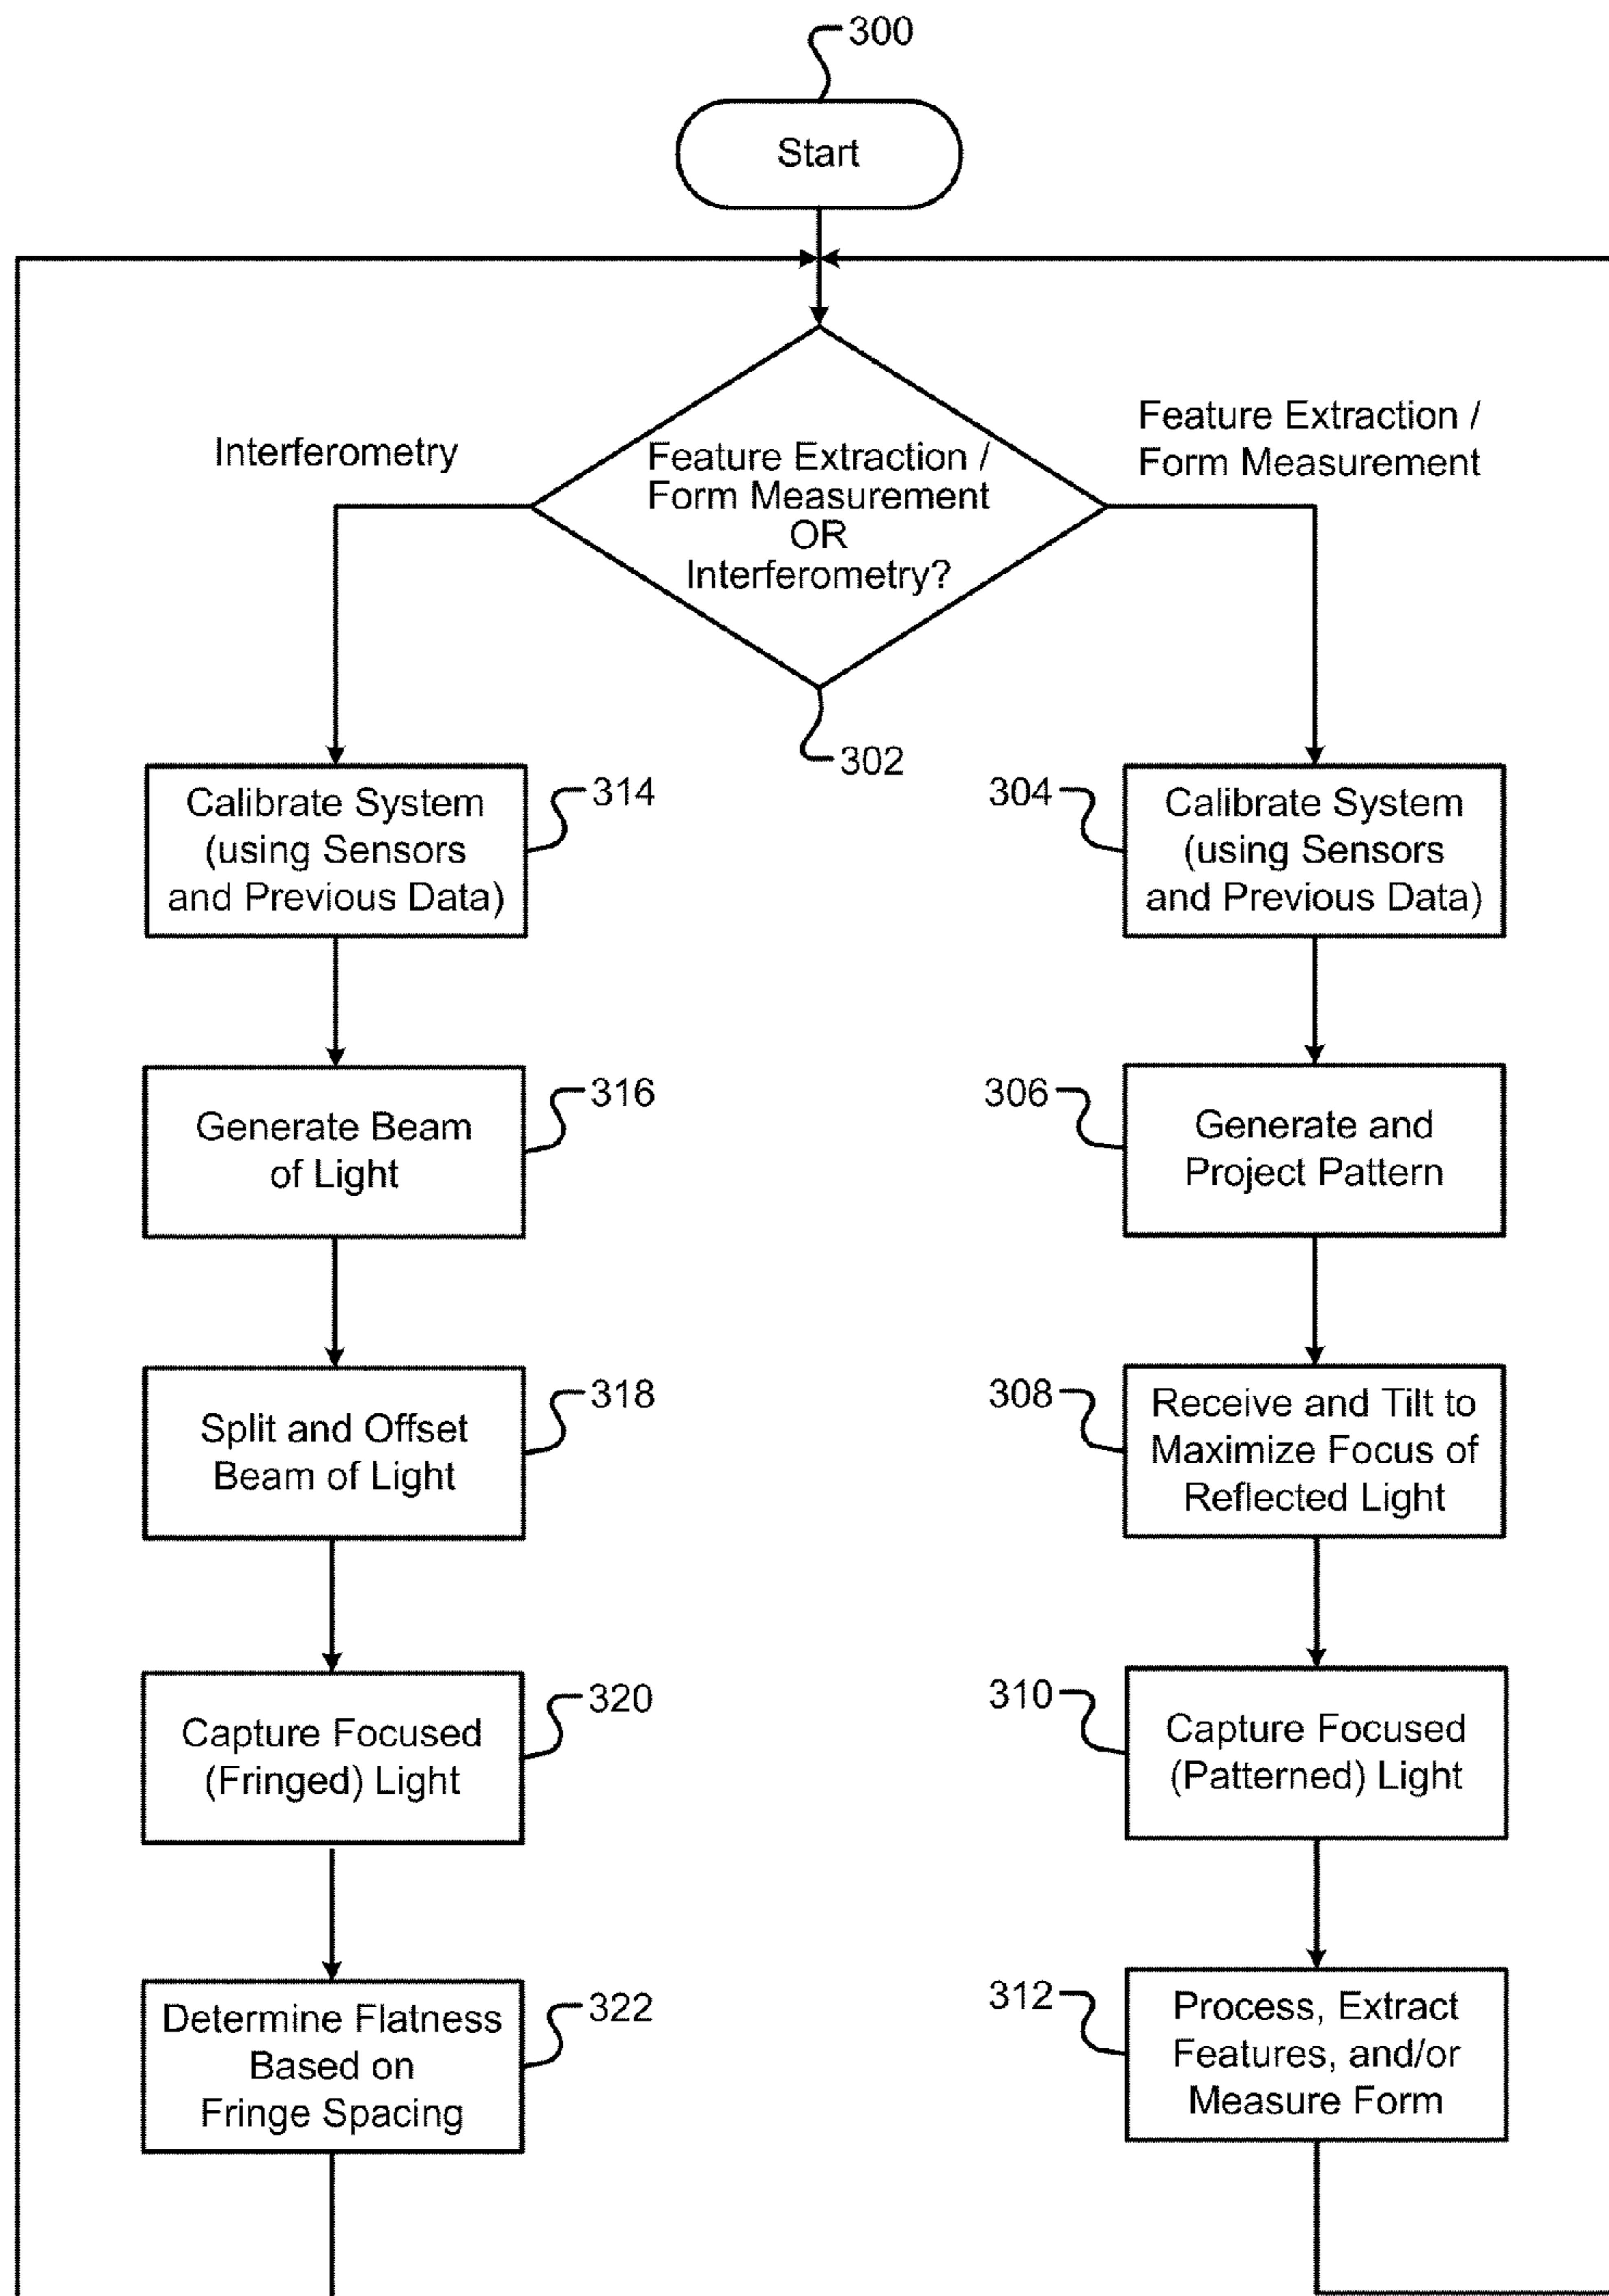 300
Start
Interferometry
Feature Extraction /
Form Measurement
Feature Extraction /
Form Measurement
OR
Interferometry?
302
314
Calibrate System
(using Sensors
and Previous Data)
304
Calibrate System
(using Sensors
and Previous Data)
316
Generate Beam
of Light
306
Generate and
Project Pattern
318
Split and Offset
Beam of Light
308
Receive and Tilt to
Maximize Focus of
Reflected Light
320
Capture Focused
(Fringed) Light
310
Capture Focused
(Patterned) Light
322
Determine Flatness
Based on
Fringe Spacing
312
Process, Extract
Features, and/or
Measure Form